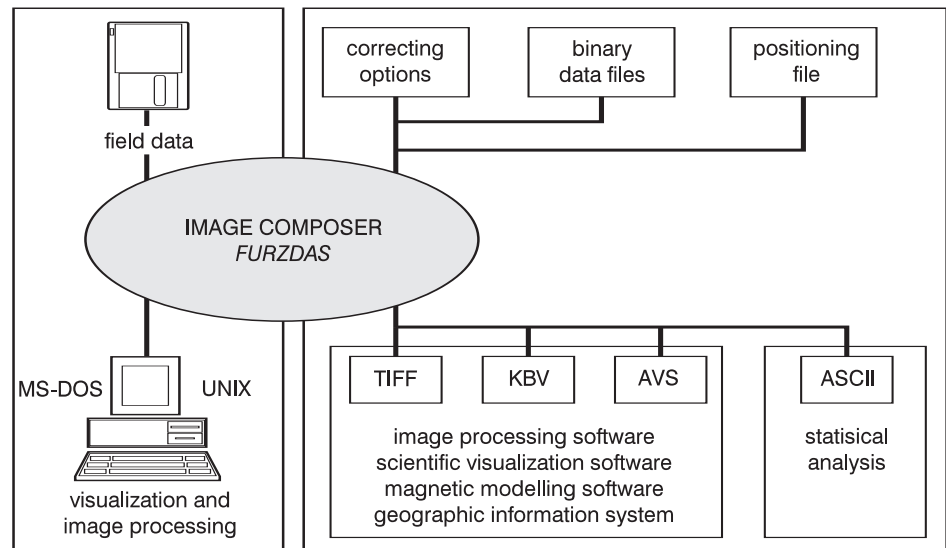 field data
IMAGE COMPOSER
FURZDAS
MS-DOS
UNIX
visualization and
image processing
correcting
options
binary
data files
positioning
file
TIFF
KBV
AVS
image processing software
scientific visualization software
magnetic modelling software
geographic information system
ASCII
statisical
analysis